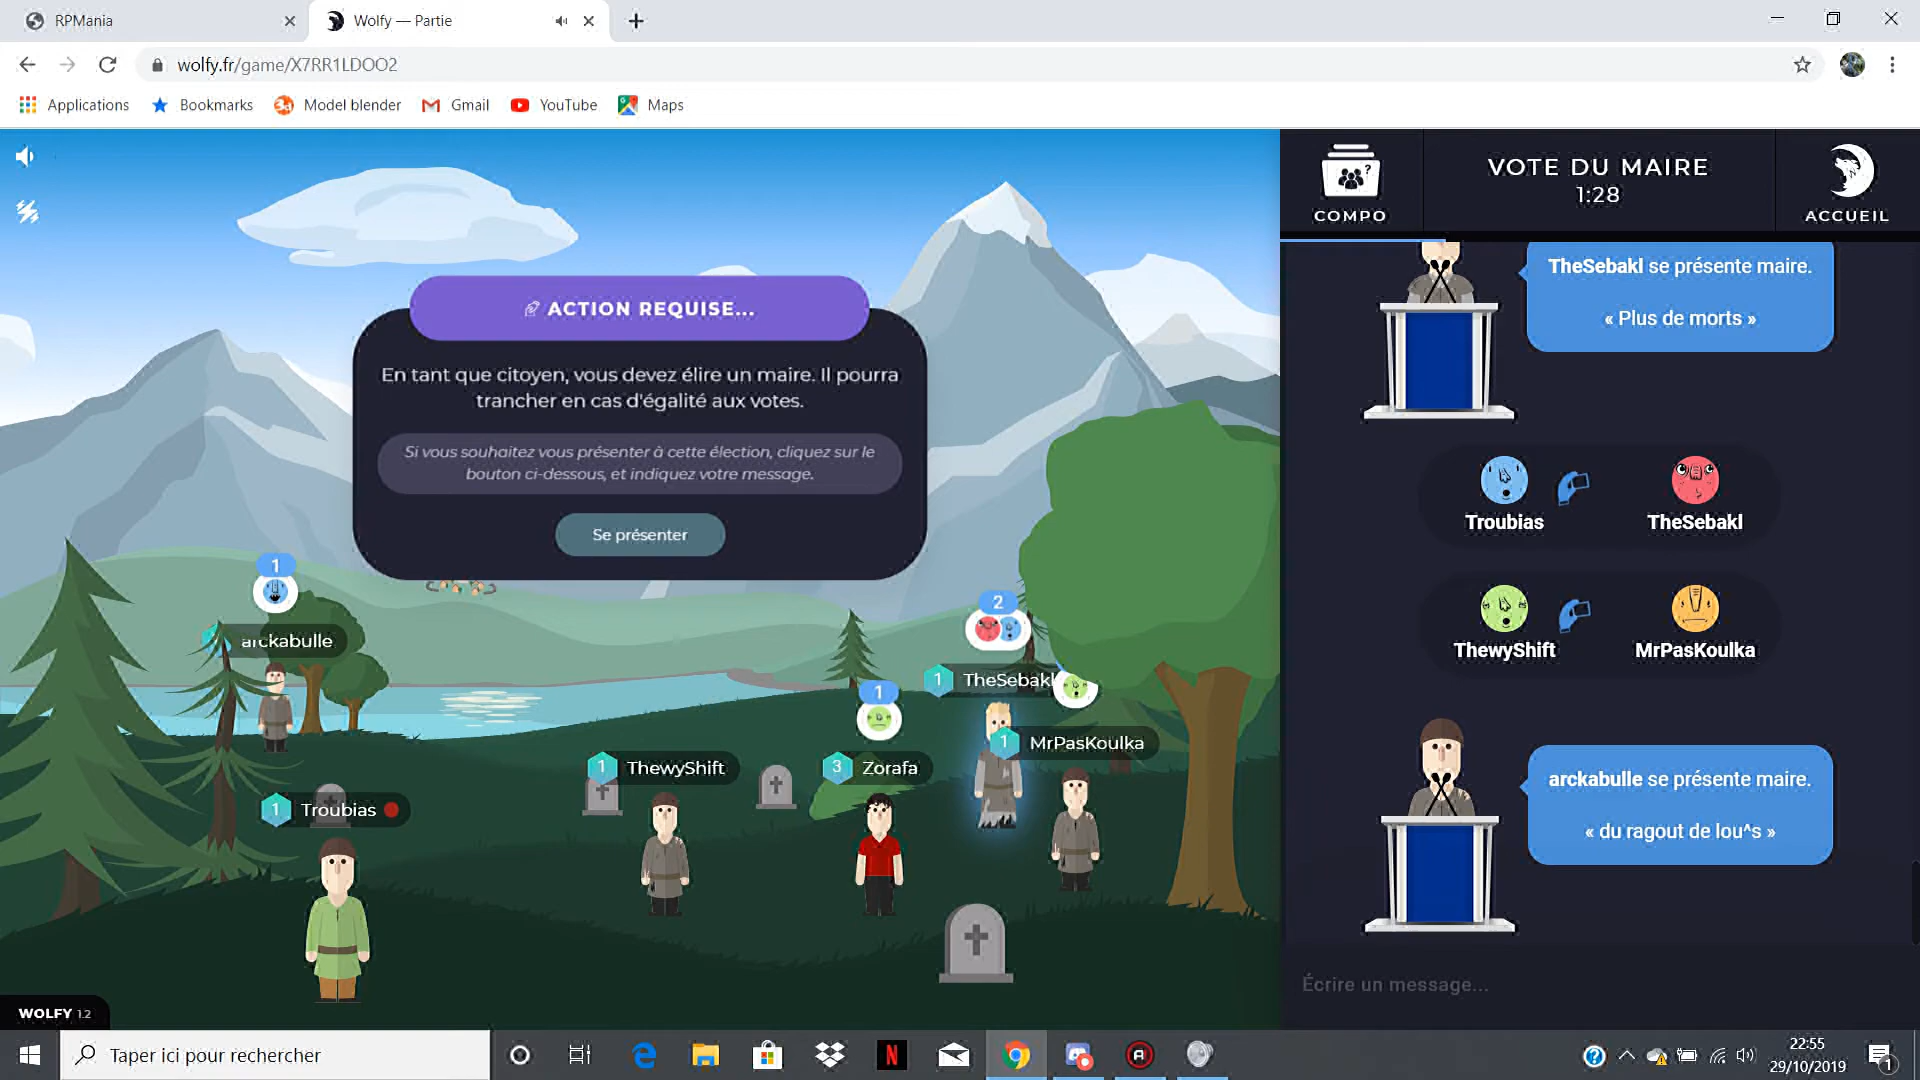 RPMania
Wolfy — Partie
wolfy.fr/game/X7RR1LDOO2
Applications
Bookmarks
Model blender
Gmail
YouTube
Maps
COMPO
VOTE DU MAIRE
1:28
ACCUEIL
ACTION REQUISE...
En tant que citoyen, vous devez élire un maire. Il pourra
trancher en cas d'égalité aux votes.
Si vous souhaitez vous présenter à cette élection, cliquez sur le
bouton ci-dessous, et indiquez votre message.
Se présenter
1
arckabulle
2
1 TheSebakl
1
1 MrPasKoulka
1 ThewyShift
3 Zorafa
1 Troubias
WOLFY 1.2
TheSebakl se présente maire.
« Plus de morts »
Troubias
TheSebakl
ThewyShift
MrPasKoulka
arckabulle se présente maire.
« du ragout de lou^s »
Écrire un message...
Taper ici pour rechercher
22:55
29/10/2019
1